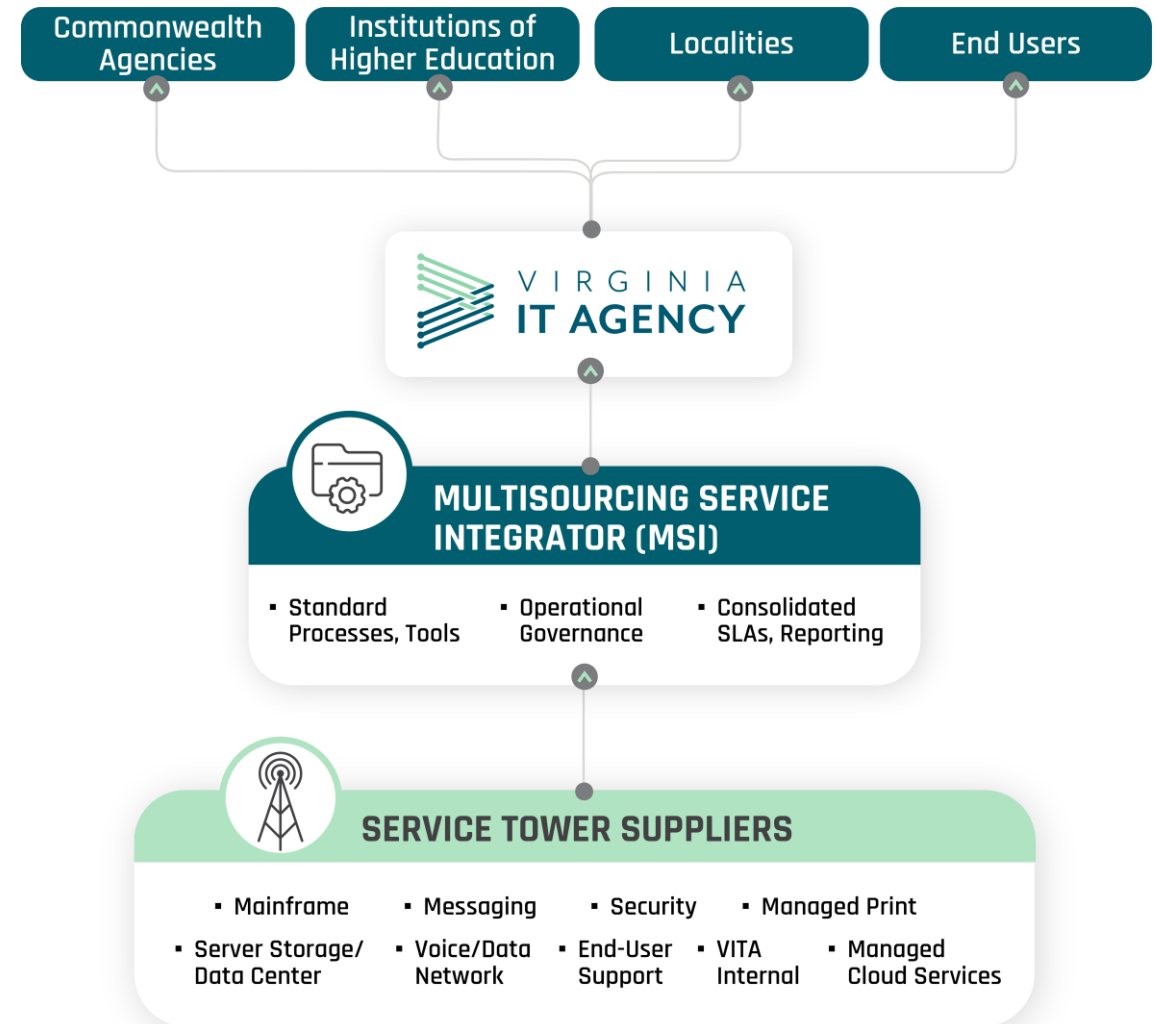 Commonwealth
Agencies
Institutions of
Higher Education
Localities
End Users
VIRGINIA
IT AGENCY
MULTISOURCING SERVICE
INTEGRATOR (MSI)
▪ Standard
Processes, Tools
▪ Operational
Governance
▪ Consolidated
SLAs, Reporting
SERVICE TOWER SUPPLIERS
▪ Mainframe
▪ Messaging
▪ Security
▪ Managed Print
▪ Server Storage/
Data Center
▪ Voice/Data
Network
▪ End-User
Support
▪ VITA
Internal
▪ Managed
Cloud Services